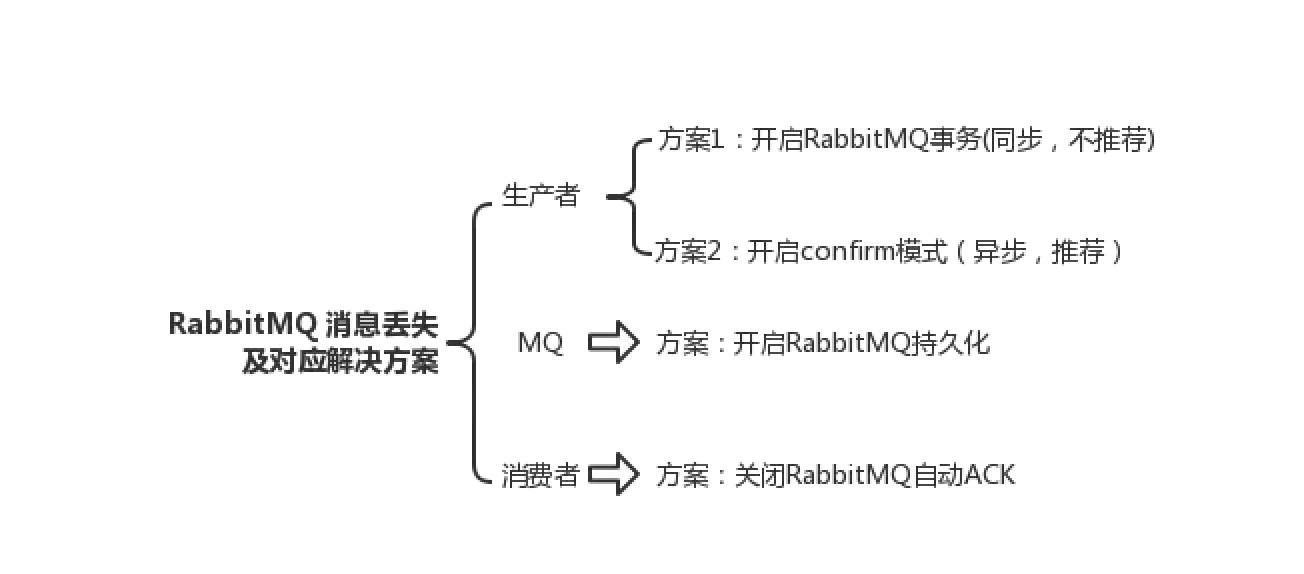 RabbitMQ 消息丢失
及对应解决方案
生产者
方案1：开启RabbitMQ事务(同步，不推荐)
方案2：开启confirm模式（异步，推荐）
MQ
方案：开启RabbitMQ持久化
消费者
方案：关闭RabbitMQ自动ACK